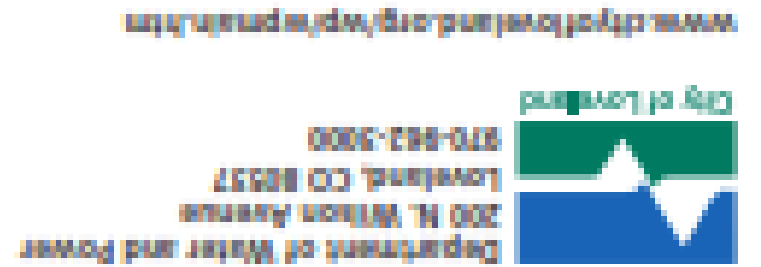 Department of Water and Power
200 N. Wilson Avenue
Loveland, CO 80537
970-962-3000
City of Loveland
www.cityofloveland.org/wp/wpmain.htm